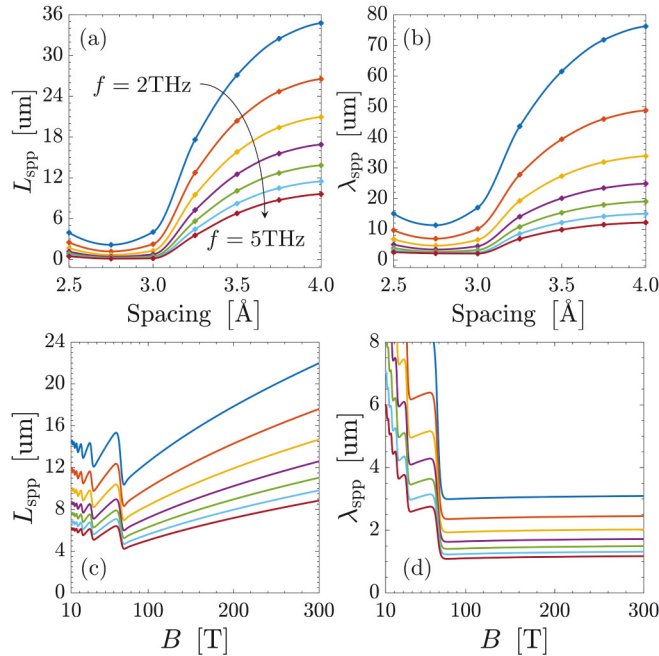 (a)
f = 2THz
f = 5THz
L_spp [um]
36
30
24
18
12
6
0
2.5 3.0 3.5 4.0
Spacing [Å]
(b)
λ_spp [um]
80
70
60
50
40
30
20
10
0
2.5 3.0 3.5 4.0
Spacing [Å]
(c)
L_spp [um]
24
20
16
12
8
4
0
10 100 200 300
B [T]
(d)
λ_spp [um]
8
6
4
2
0
10 100 200 300
B [T]